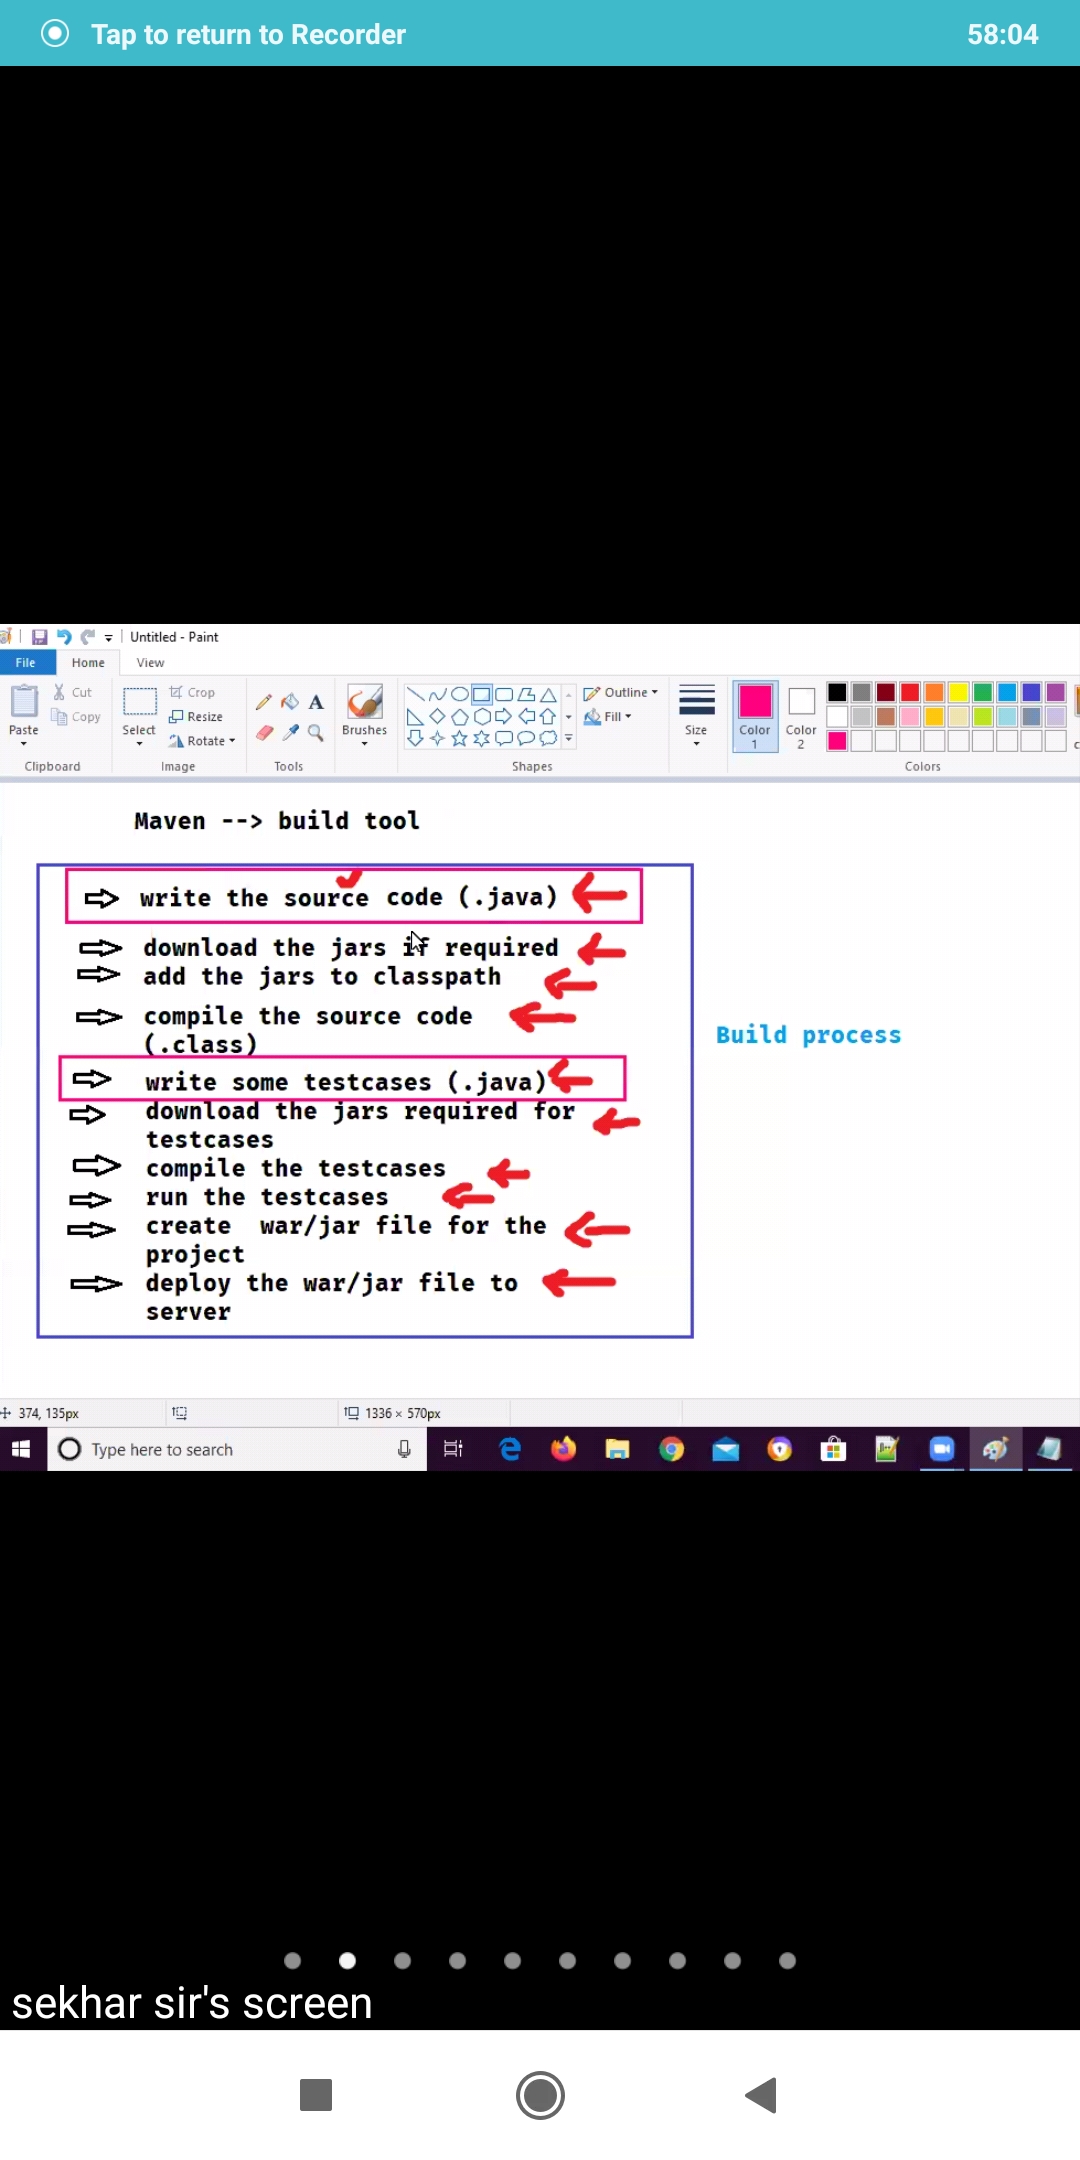 Tap to return to Recorder 58:04
Untitled - Paint
File Home View
Paste
Cut
Copy
Clipboard
Select
Crop
Resize
Rotate
Image
Tools
Brushes
Shapes
Outline
Fill
Size
Color 1
Color 2
Colors
Maven --> build tool
write the source code (.java)
download the jars if required
add the jars to classpath
compile the source code
(.class)
write some testcases (.java)
download the jars required for
testcases
compile the testcases
run the testcases
create war/jar file for the
project
deploy the war/jar file to
server
Build process
374, 135px
1336 × 570px
Type here to search
sekhar sir's screen